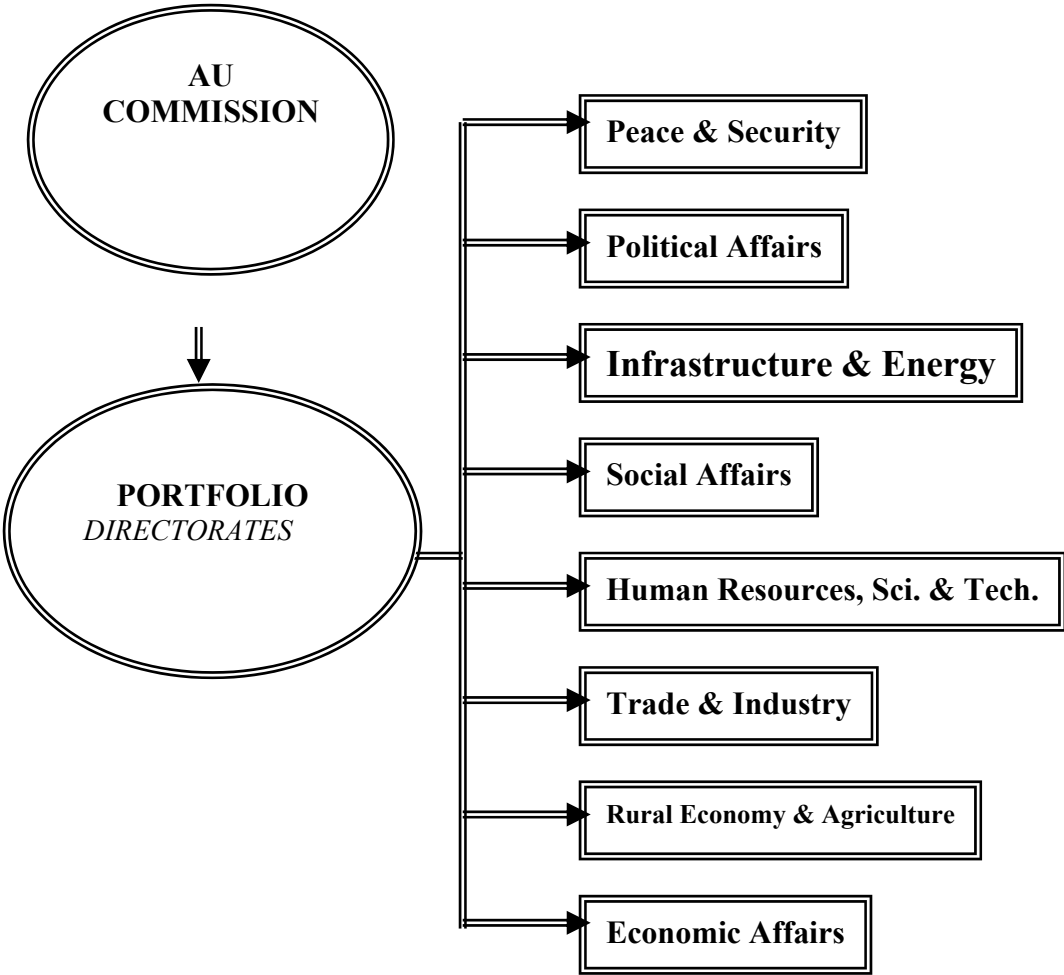 AU
COMMISSION
PORTFOLIO
DIRECTORATES
Peace & Security
Political Affairs
Infrastructure & Energy
Social Affairs
Human Resources, Sci. & Tech.
Trade & Industry
Rural Economy & Agriculture
Economic Affairs